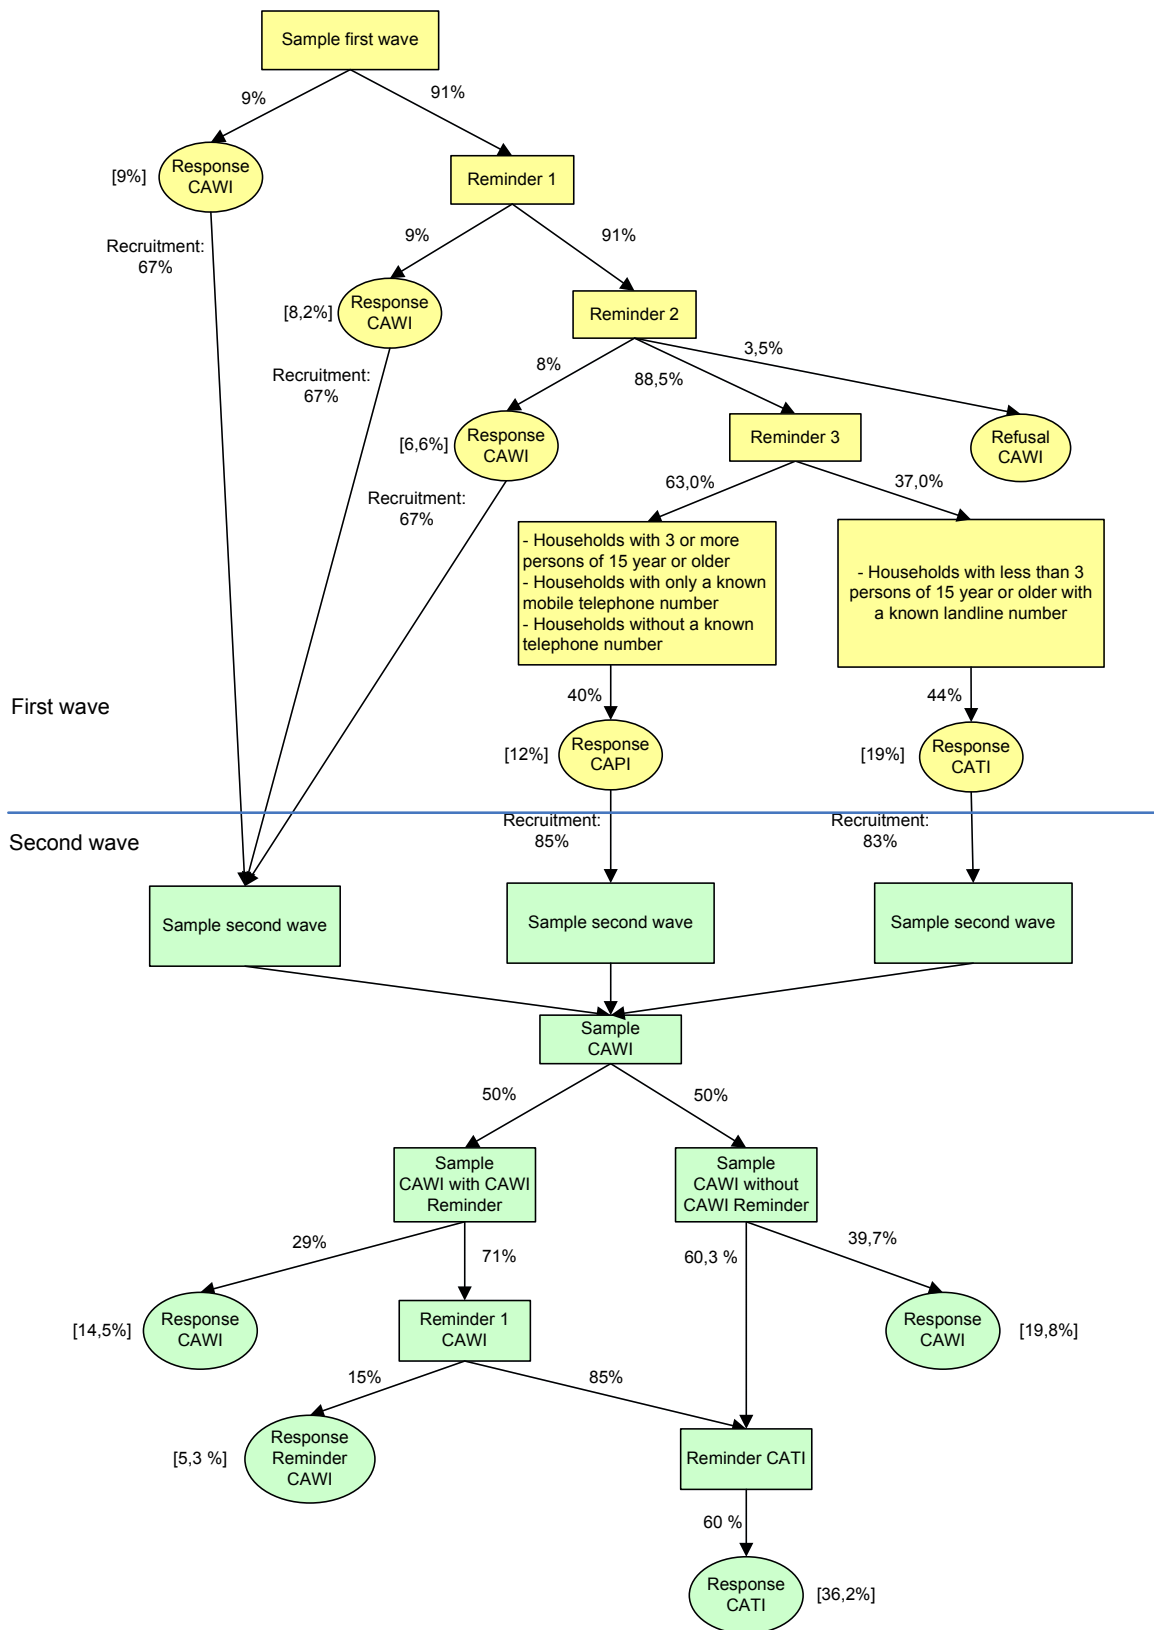 Sample first wave
9%
91%
Response
CAWI
[9%]
Reminder 1
Recruitment:
67%
9%
91%
Response
CAWI
[8,2%]
Reminder 2
Recruitment:
67%
8%
88,5%
3,5%
Response
CAWI
[6,6%]
Reminder 3
Refusal
CAWI
Recruitment:
67%
63,0%
37,0%
- Households with 3 or more
persons of 15 year or older
- Households with only a known
mobile telephone number
- Households without a known
telephone number
- Households with less than 3
persons of 15 year or older with
a known landline number
First wave
40%
44%
[12%]
Response
CAPI
[19%]
Response
CATI
Second wave
Recruitment:
85%
Recruitment:
83%
Sample second wave
Sample second wave
Sample second wave
Sample
CAWI
50%
50%
Sample
CAWI with CAWI
Reminder
Sample
CAWI without
CAWI Reminder
29%
71%
60,3 %
39,7%
[14,5%]
Response
CAWI
Reminder 1
CAWI
Response
CAWI
[19,8%]
15%
85%
[5,3 %]
Response
Reminder
CAWI
Reminder CATI
60 %
Response
CATI
[36,2%]